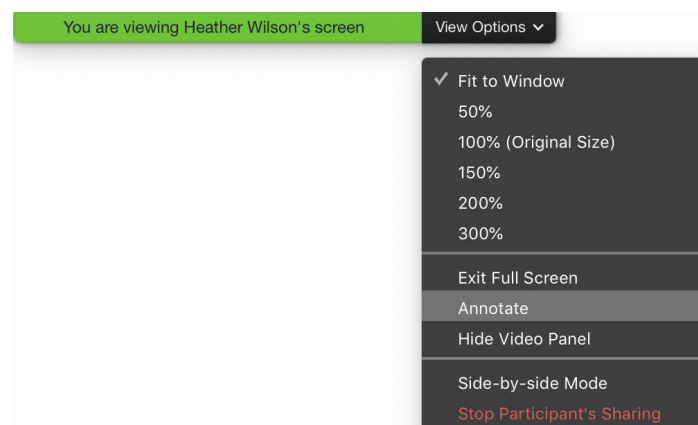 You are viewing Heather Wilson's screen
View Options
Fit to Window
50%
100% (Original Size)
150%
200%
300%
Exit Full Screen
Annotate
Hide Video Panel
Side-by-side Mode
Stop Participant's Sharing